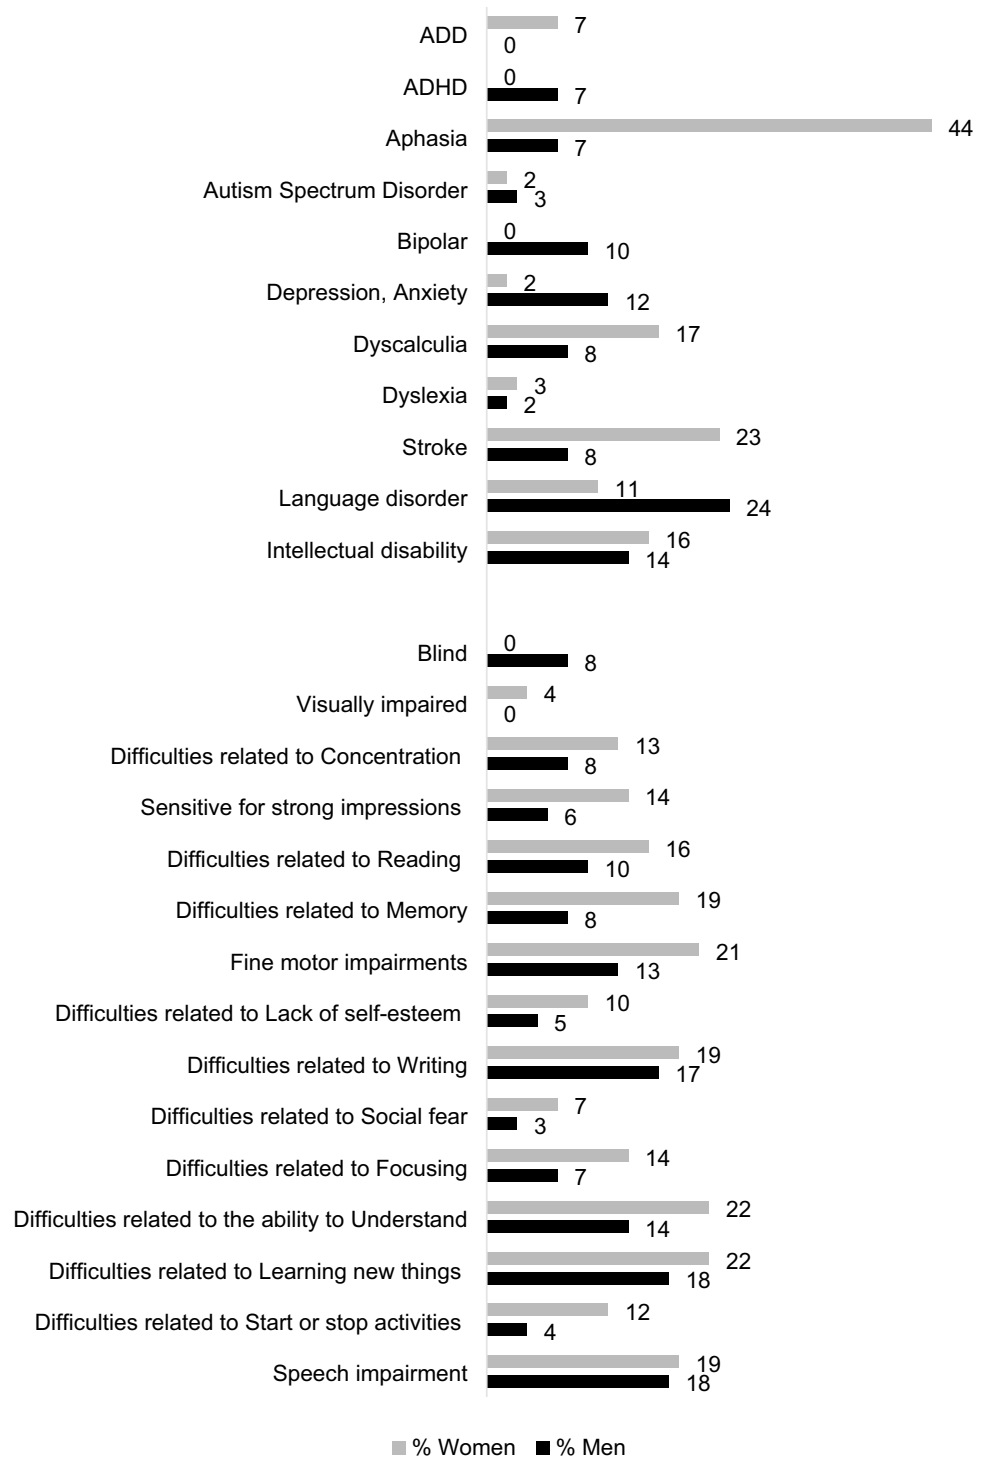 ADD 7
0
ADHD 0
7
Aphasia 44
7
Autism Spectrum Disorder 2
3
Bipolar 0
10
Depression, Anxiety 2
12
Dyscalculia 17
8
Dyslexia 3
2
Stroke 23
8
Language disorder 11
24
Intellectual disability 16
14
Blind 0
8
Visually impaired 4
0
Difficulties related to Concentration 13
8
Sensitive for strong impressions 14
6
Difficulties related to Reading 16
10
Difficulties related to Memory 19
8
Fine motor impairments 21
13
Difficulties related to Lack of self-esteem 10
5
Difficulties related to Writing 19
17
Difficulties related to Social fear 7
3
Difficulties related to Focusing 14
7
Difficulties related to the ability to Understand 22
14
Difficulties related to Learning new things 22
18
Difficulties related to Start or stop activities 12
4
Speech impairment 19
18
% Women % Men